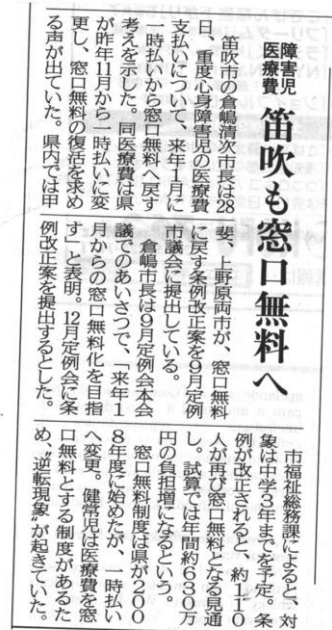 障害児
医療費
笛吹も窓口無料へ
笛吹市の倉嶋清次市長は28
日、重度心身障害児の医療費
支払いについて、来年1月に
一時払いから窓口無料へ戻す
考えを示した。同医療費は県
が昨年11月から一時払いに変
更し、窓口無料の復活を求め
る声が出ていた。県内では甲
斐、上野原両市が、窓口無料
に戻す条例改正案を9月定例
市議会に提出している。
倉嶋市長は9月定例会本会
議でのあいさつで、「来年1
月からの窓口無料化を目指
す」と表明。12月定例会に条
例改正案を提出するとした。
市福祉総務課によると、対
象は中学3年までを予定。条
例が改正されると、約110
人が再び窓口無料となる見通
し。試算では年間約630万
円の負担増になるという。
窓口無料制度は県が200
8年度に始めたが、一時払い
へ変更。健常児は医療費を窓
口無料とする制度があるた
め、“逆転現象”が起きていた。